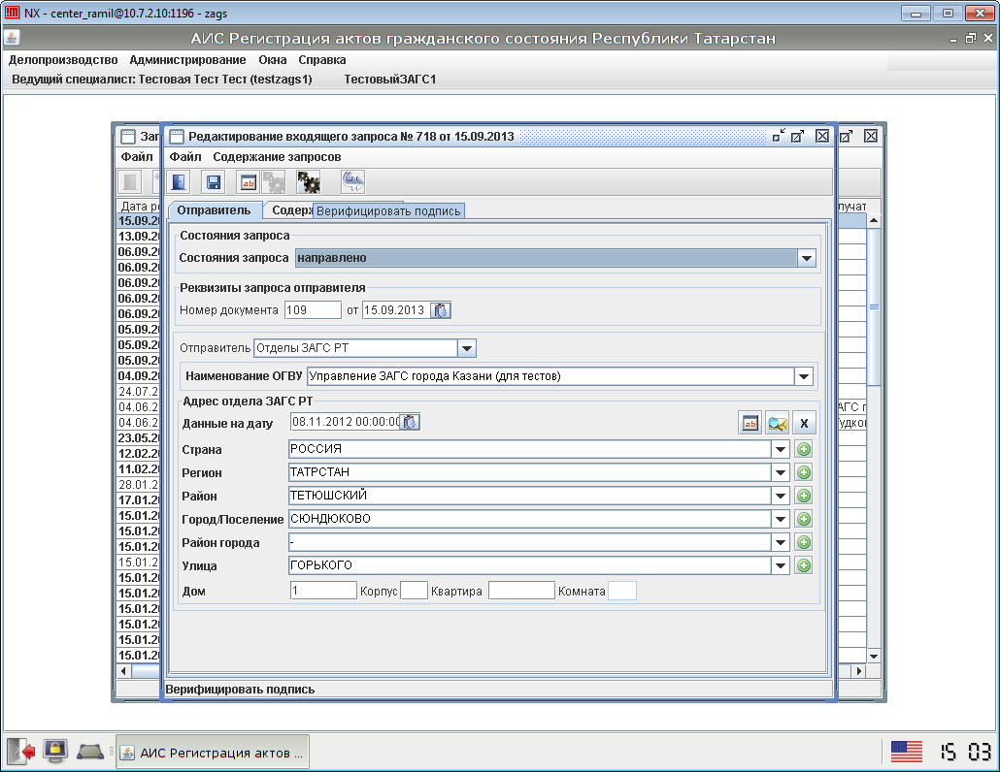 NX - center_ramil@10.7.2.10:1196 - zags
АИС Регистрация актов гражданского состояния Республики Татарстан
Делопроизводство Администрирование Окна Справка
Ведущий специалист: Тестовая Тест Тест (testzags1) ТестовыйЗАГС1
Зап
Редактирование входящего запроса № 718 от 15.09.2013
Файл
Файл Содержание запросов
Отправитель Содерж
Верифицировать подпись
Дата ре
лучат
15.09.20
13.09.20
06.09.20
06.09.20
06.09.20
06.09.20
06.09.20
05.09.20
05.09.20
05.09.20
04.09.20
24.07.2
04.06.2
АГС г
04.06.2
удков
23.05.20
12.02.20
11.02.20
28.01.2
17.01.20
15.01.20
15.01.20
15.01.20
15.01.2
15.01.20
15.01.20
15.01.20
15.01.20
15.01.20
15.01.20
Состояния запроса
Состояния запроса направлено
Реквизиты запроса отправителя
Номер документа 109 от 15.09.2013
Отправитель Отделы ЗАГС РТ
Наименование ОГВУ Управление ЗАГС города Казани (для тестов)
Адрес отдела ЗАГС РТ
Данные на дату 08.11.2012 00:00:00
ab
X
Страна РОССИЯ
Регион ТАТРСТАН
Район ТЕТЮШСКИЙ
Город/Поселение СЮНДЮКОВО
Район города -
Улица ГОРЬКОГО
Дом 1 Корпус Квартира Комната
Верифицировать подпись
АИС Регистрация актов ...
15 03